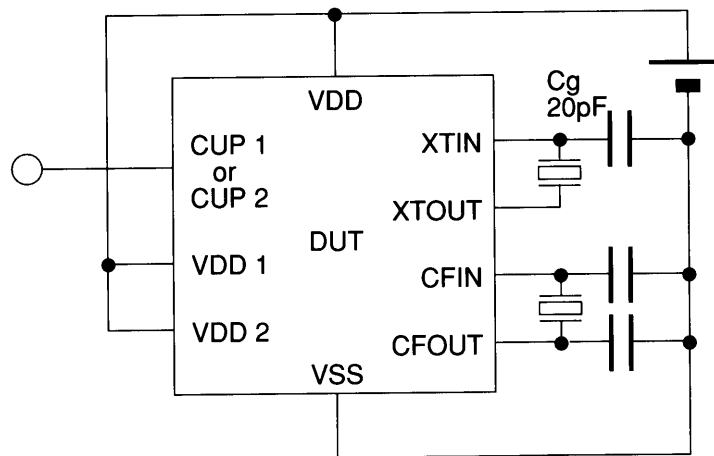 Cg
20pF
VDD
CUP 1
or
CUP 2
XTIN
XTOUT
DUT
VDD 1
CFIN
VDD 2
CFOUT
VSS